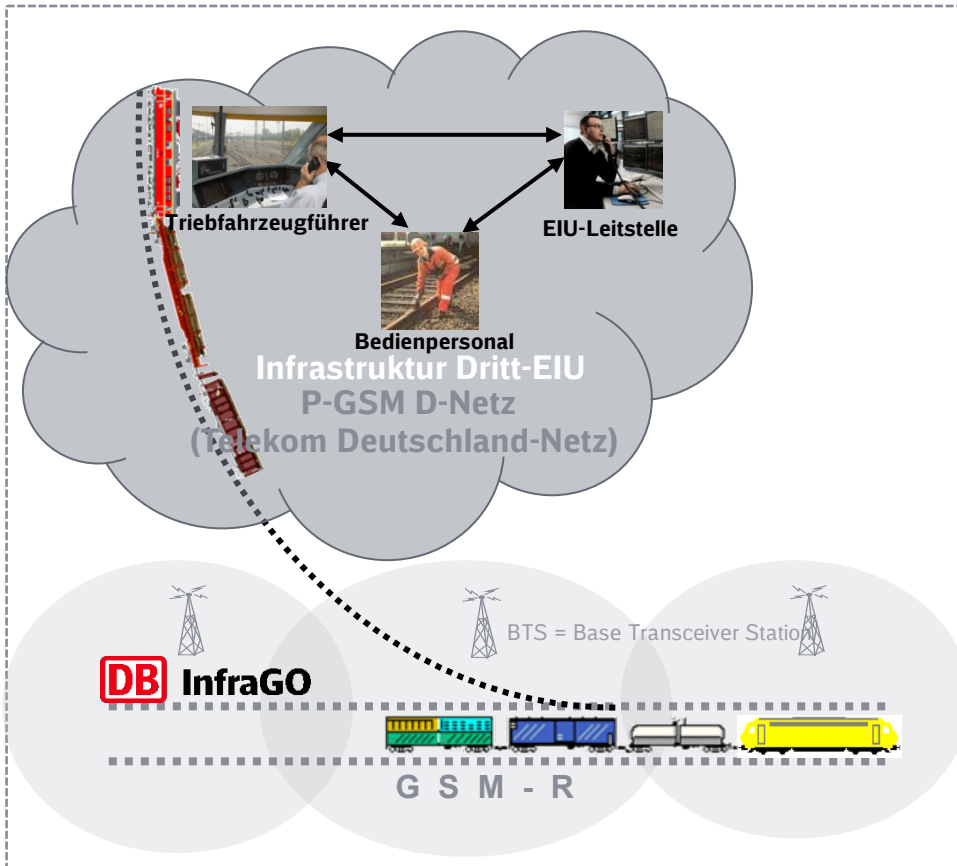 Triebfahrzeugführer
EIU-Leitstelle
Bedienpersonal
Infrastruktur Dritt-EIU
P-GSM D-Netz
(Telekom Deutschland-Netz)
BTS = Base Transceiver Station
DB InfraGO
G S M - R